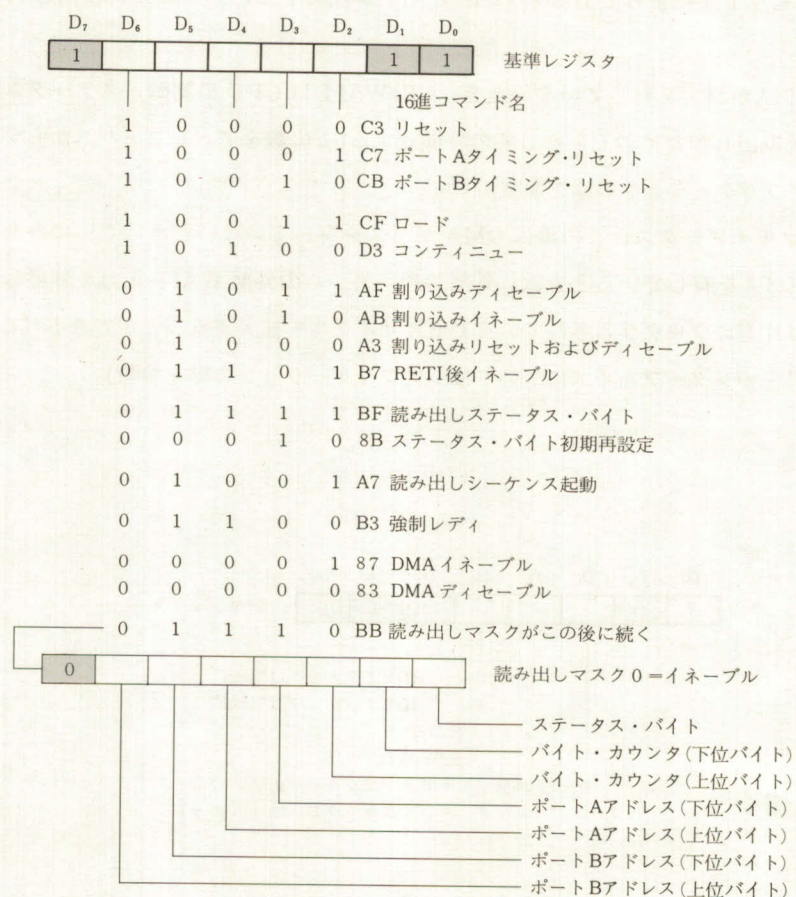 D₇ D₆ D₅ D₄ D₃ D₂ D₁ D₀
1 1 1 基準レジスタ
16進コマンド名
1 0 0 0 0 C3 リセット
1 0 0 0 1 C7 ポートAタイミング・リセット
1 0 0 1 0 CB ポートBタイミング・リセット
1 0 0 1 1 CF ロード
1 0 1 0 0 D3 コンティニュー
0 1 0 1 1 AF 割り込みディセーブル
0 1 0 1 0 AB 割り込みイネーブル
0 1 0 0 0 A3 割り込みリセットおよびディセーブル
0 1 1 0 1 B7 RETI後イネーブル
0 1 1 1 1 BF 読み出しステータス・バイト
0 0 0 1 0 8B ステータス・バイト初期再設定
0 1 0 0 1 A7 読み出しシーケンス起動
0 1 1 0 0 B3 強制レディ
0 0 0 0 1 87 DMAイネーブル
0 0 0 0 0 83 DMAディセーブル
0 1 1 1 0 BB 読み出しマスクがこの後に続く
0 読み出しマスク0=イネーブル
ステータス・バイト
バイト・カウンタ(下位バイト)
バイト・カウンタ(上位バイト)
ポートAアドレス(下位バイト)
ポートAアドレス(上位バイト)
ポートBアドレス(下位バイト)
ポートBアドレス(上位バイト)